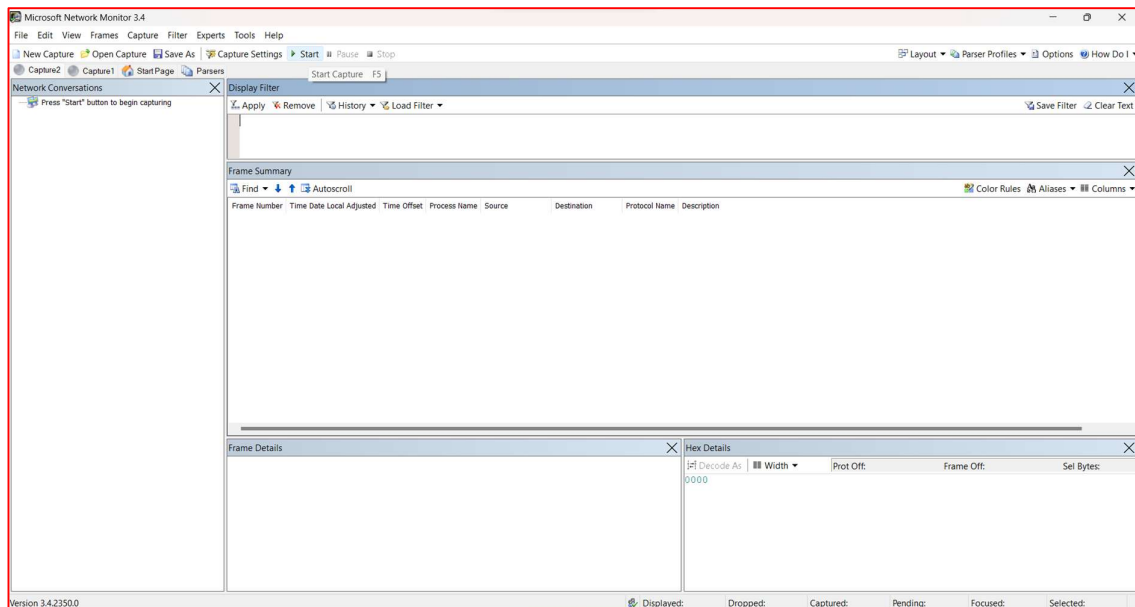 Microsoft Network Monitor 3.4
File Edit View Frames Capture Filter Experts Tools Help
New Capture Open Capture Save As Capture Settings Start Pause Stop Layout Parser Profiles Options How Do I
Capture2 Capture1 Start Page Parsers
Start Capture F5
Network Conversations
Press "Start" button to begin capturing
Display Filter
Apply Remove History Load Filter Save Filter Clear Text
Frame Summary
Find Autoscroll Color Rules Aliases Columns
Frame Number Time Date Local Adjusted Time Offset Process Name Source Destination Protocol Name Description
Frame Details
Hex Details
Decode As Width Prot Off: Frame Off: Sel Bytes:
0000
Version 3.4.2350.0 Displayed: Dropped: Captured: Pending: Focused: Selected: